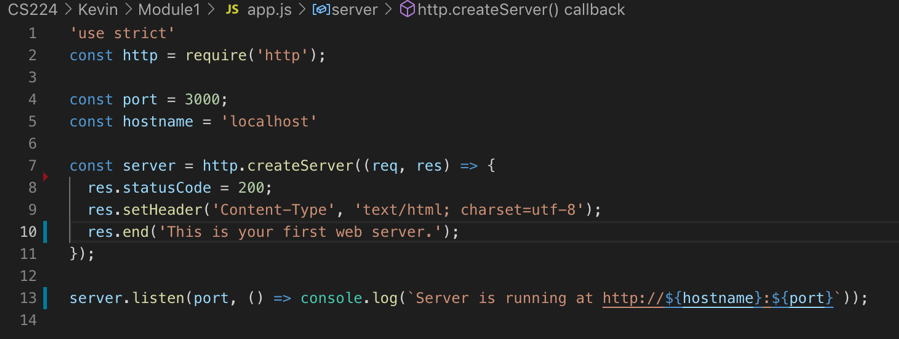 CS224 > Kevin > Module1 > JS app.js > server > http.createServer() callback
1 'use strict'
2 const http = require('http');
3
4 const port = 3000;
5 const hostname = 'localhost'
6
7 const server = http.createServer((req, res) => {
8 res.statusCode = 200;
9 res.setHeader('Content-Type', 'text/html; charset=utf-8');
10 res.end('This is your first web server.');
11 });
12
13 server.listen(port, () => console.log(`Server is running at http://${hostname}:${port}`));
14